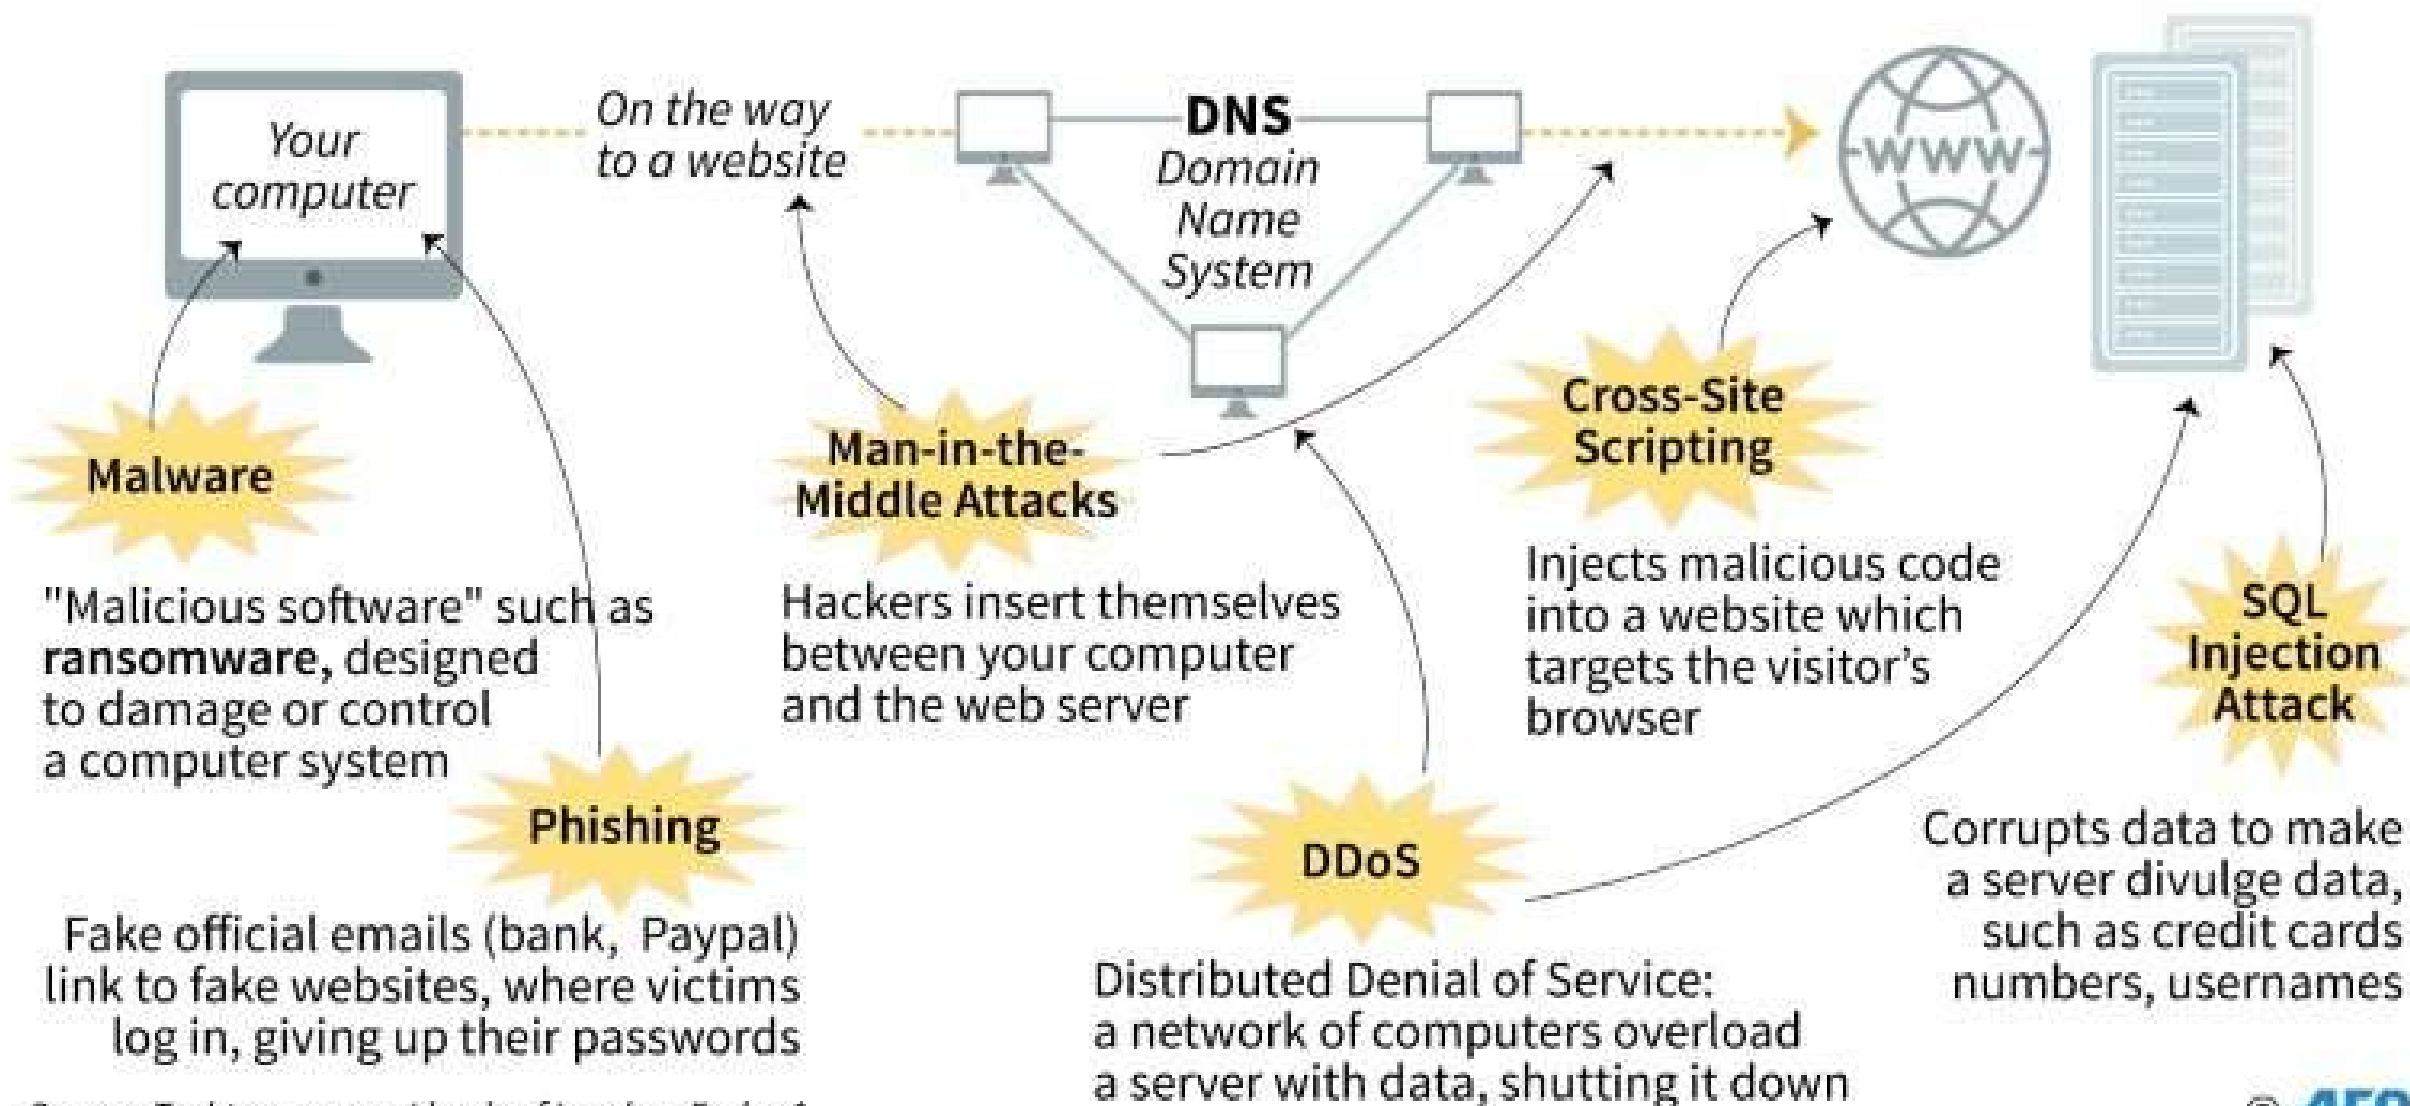 Your
computer
On the way
to a website
DNS
Domain
Name
System
WWW
Malware
"Malicious software" such as
ransomware, designed
to damage or control
a computer system
Phishing
Fake official emails (bank, Paypal)
link to fake websites, where victims
log in, giving up their passwords
Man-in-the-
Middle Attacks
Hackers insert themselves
between your computer
and the web server
DDoS
Distributed Denial of Service:
a network of computers overload
a server with data, shutting it down
Cross-Site
Scripting
Injects malicious code
into a website which
targets the visitor’s
browser
SQL
Injection
Attack
Corrupts data to make
a server divulge data,
such as credit cards
numbers, usernames